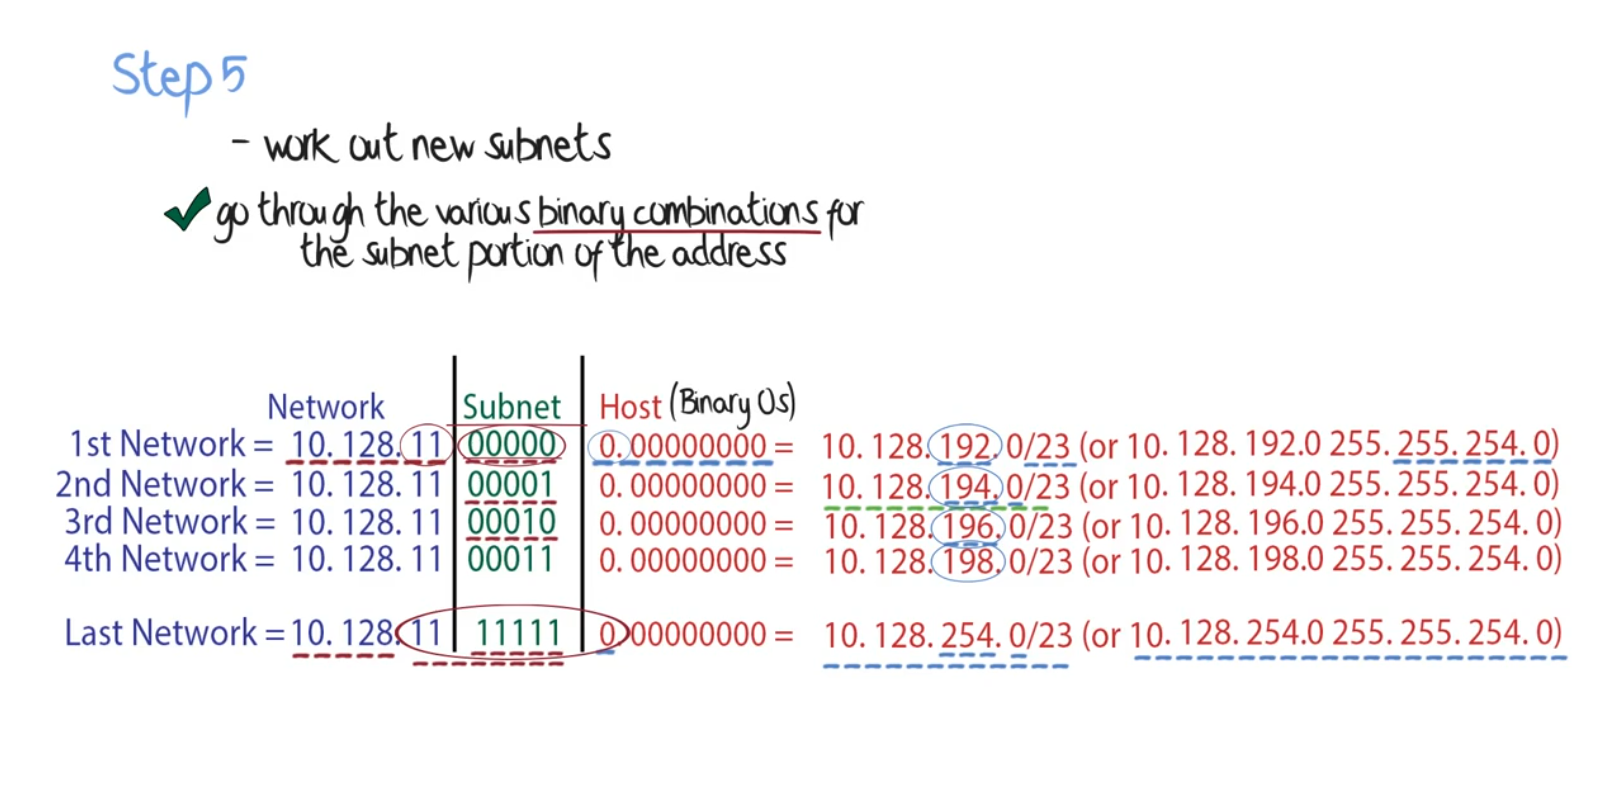 Step 5
- work out new subnets
✔ go through the various binary combinations for
the subnet portion of the address
Network Subnet Host (Binary Os)
1st Network = 10. 128. 11 00000 0. 00000000 = 10. 128. 192. 0/23 (or 10. 128. 192.0 255. 255. 254. 0)
2nd Network = 10. 128. 11 00001 0. 00000000 = 10. 128. 194. 0/23 (or 10. 128. 194.0 255. 255. 254. 0)
3rd Network = 10. 128. 11 00010 0. 00000000 = 10. 128. 196. 0/23 (or 10. 128. 196.0 255. 255. 254. 0)
4th Network = 10. 128. 11 00011 0. 00000000 = 10. 128. 198. 0/23 (or 10. 128. 198.0 255. 255. 254. 0)
Last Network = 10. 128. 11 11111 0. 00000000 = 10. 128. 254. 0/23 (or 10. 128. 254.0 255. 255. 254. 0)